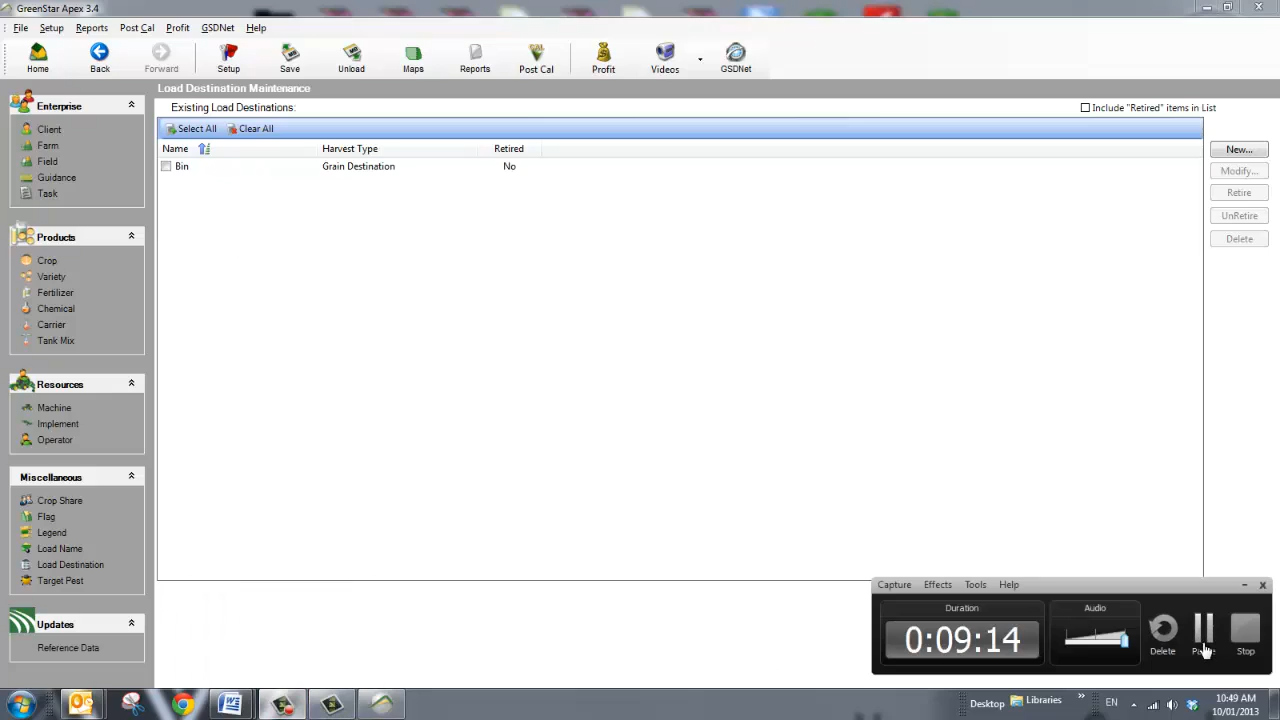 GreenStar Apex 3.4
File Setup Reports Post Cal Profit GSDNet Help
Home Back Forward Setup Save Unload Maps Reports Post Cal Profit Videos GSDNet
Load Destination Maintenance
Existing Load Destinations:
Include "Retired" items in List
Select All Clear All
Name Harvest Type Retired
Bin Grain Destination No
New...
Modify...
Retire
UnRetire
Delete
Enterprise
Client
Farm
Field
Guidance
Task
Products
Crop
Variety
Fertilizer
Chemical
Carrier
Tank Mix
Resources
Machine
Implement
Operator
Miscellaneous
Crop Share
Flag
Legend
Load Name
Load Destination
Target Pest
Updates
Reference Data
Capture Effects Tools Help
Duration Audio
0:09:14
Delete Stop
Desktop Libraries EN
10:49 AM
10/01/2013